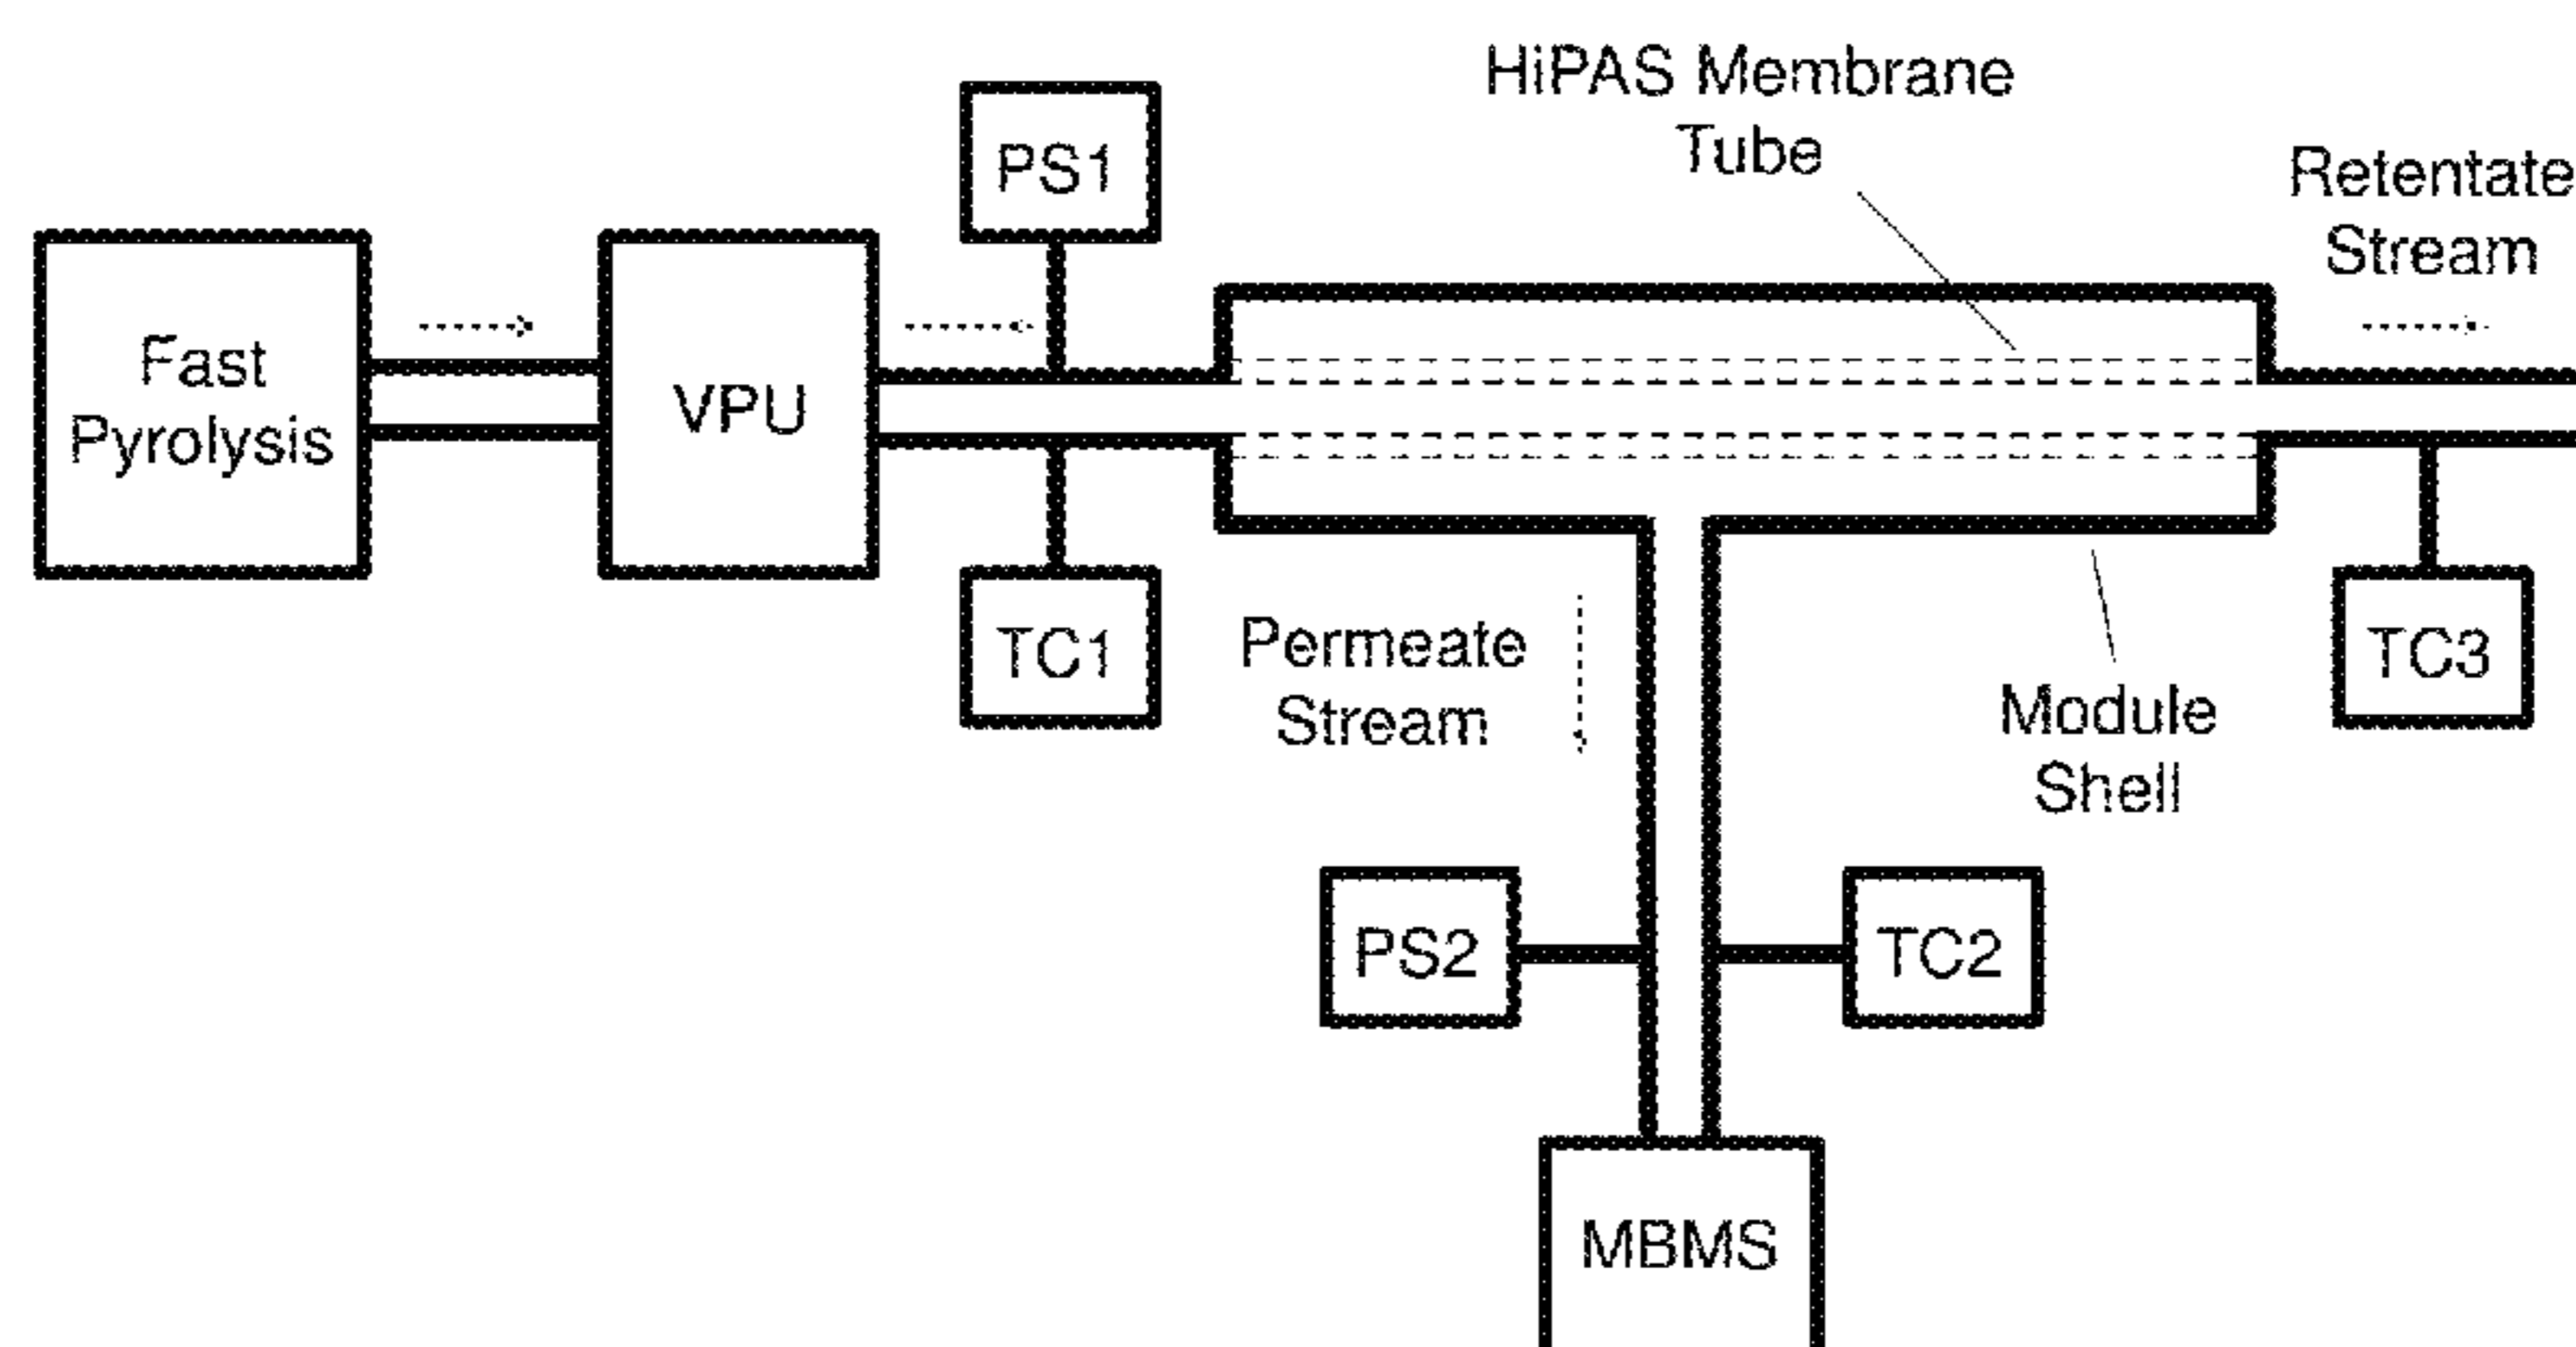 HiPAS Membrane
Tube
PS1
Retentate
Stream
Fast
Pyrolysis
VPU
TC1
Permeate
Stream
TC3
Module
Shell
PS2
TC2
MBMS